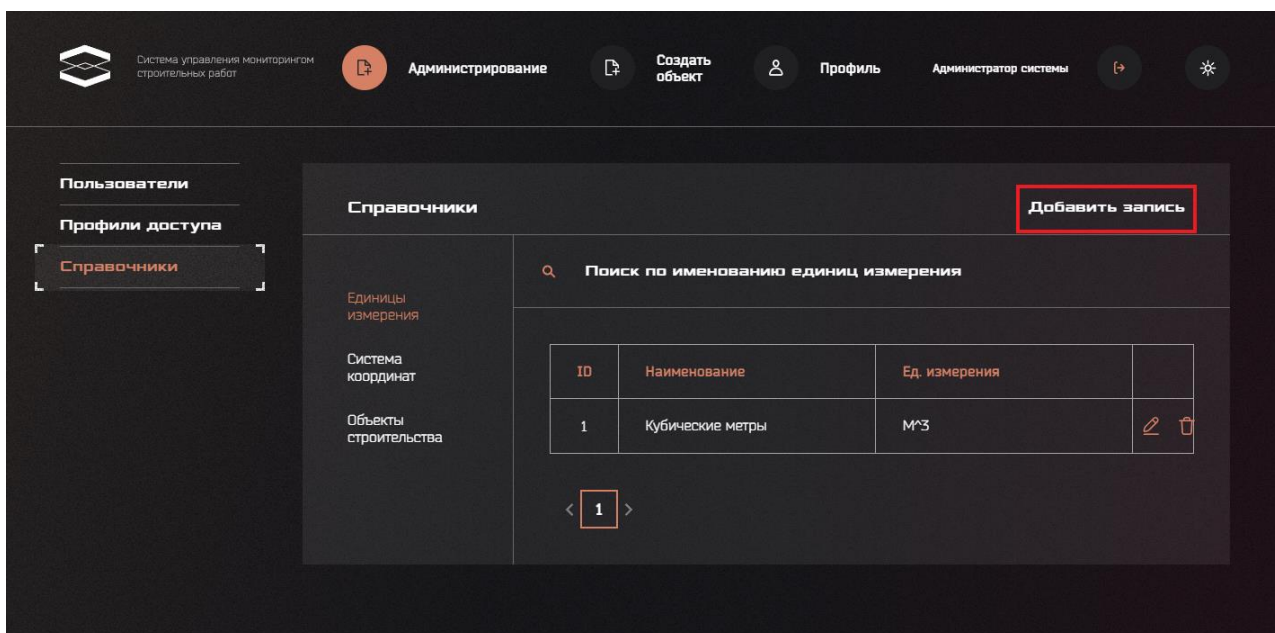 Система управления мониторингом
строительных работ
Администрирование
Создать
объект
Профиль
Администратор системы
Пользователи
Профили доступа
Справочники
Справочники
Добавить запись
Единицы
измерения
Система
координат
Объекты
строительства
Поиск по именованию единиц измерения
ID Наименование Ед. измерения
1 Кубические метры М^3
< 1 >